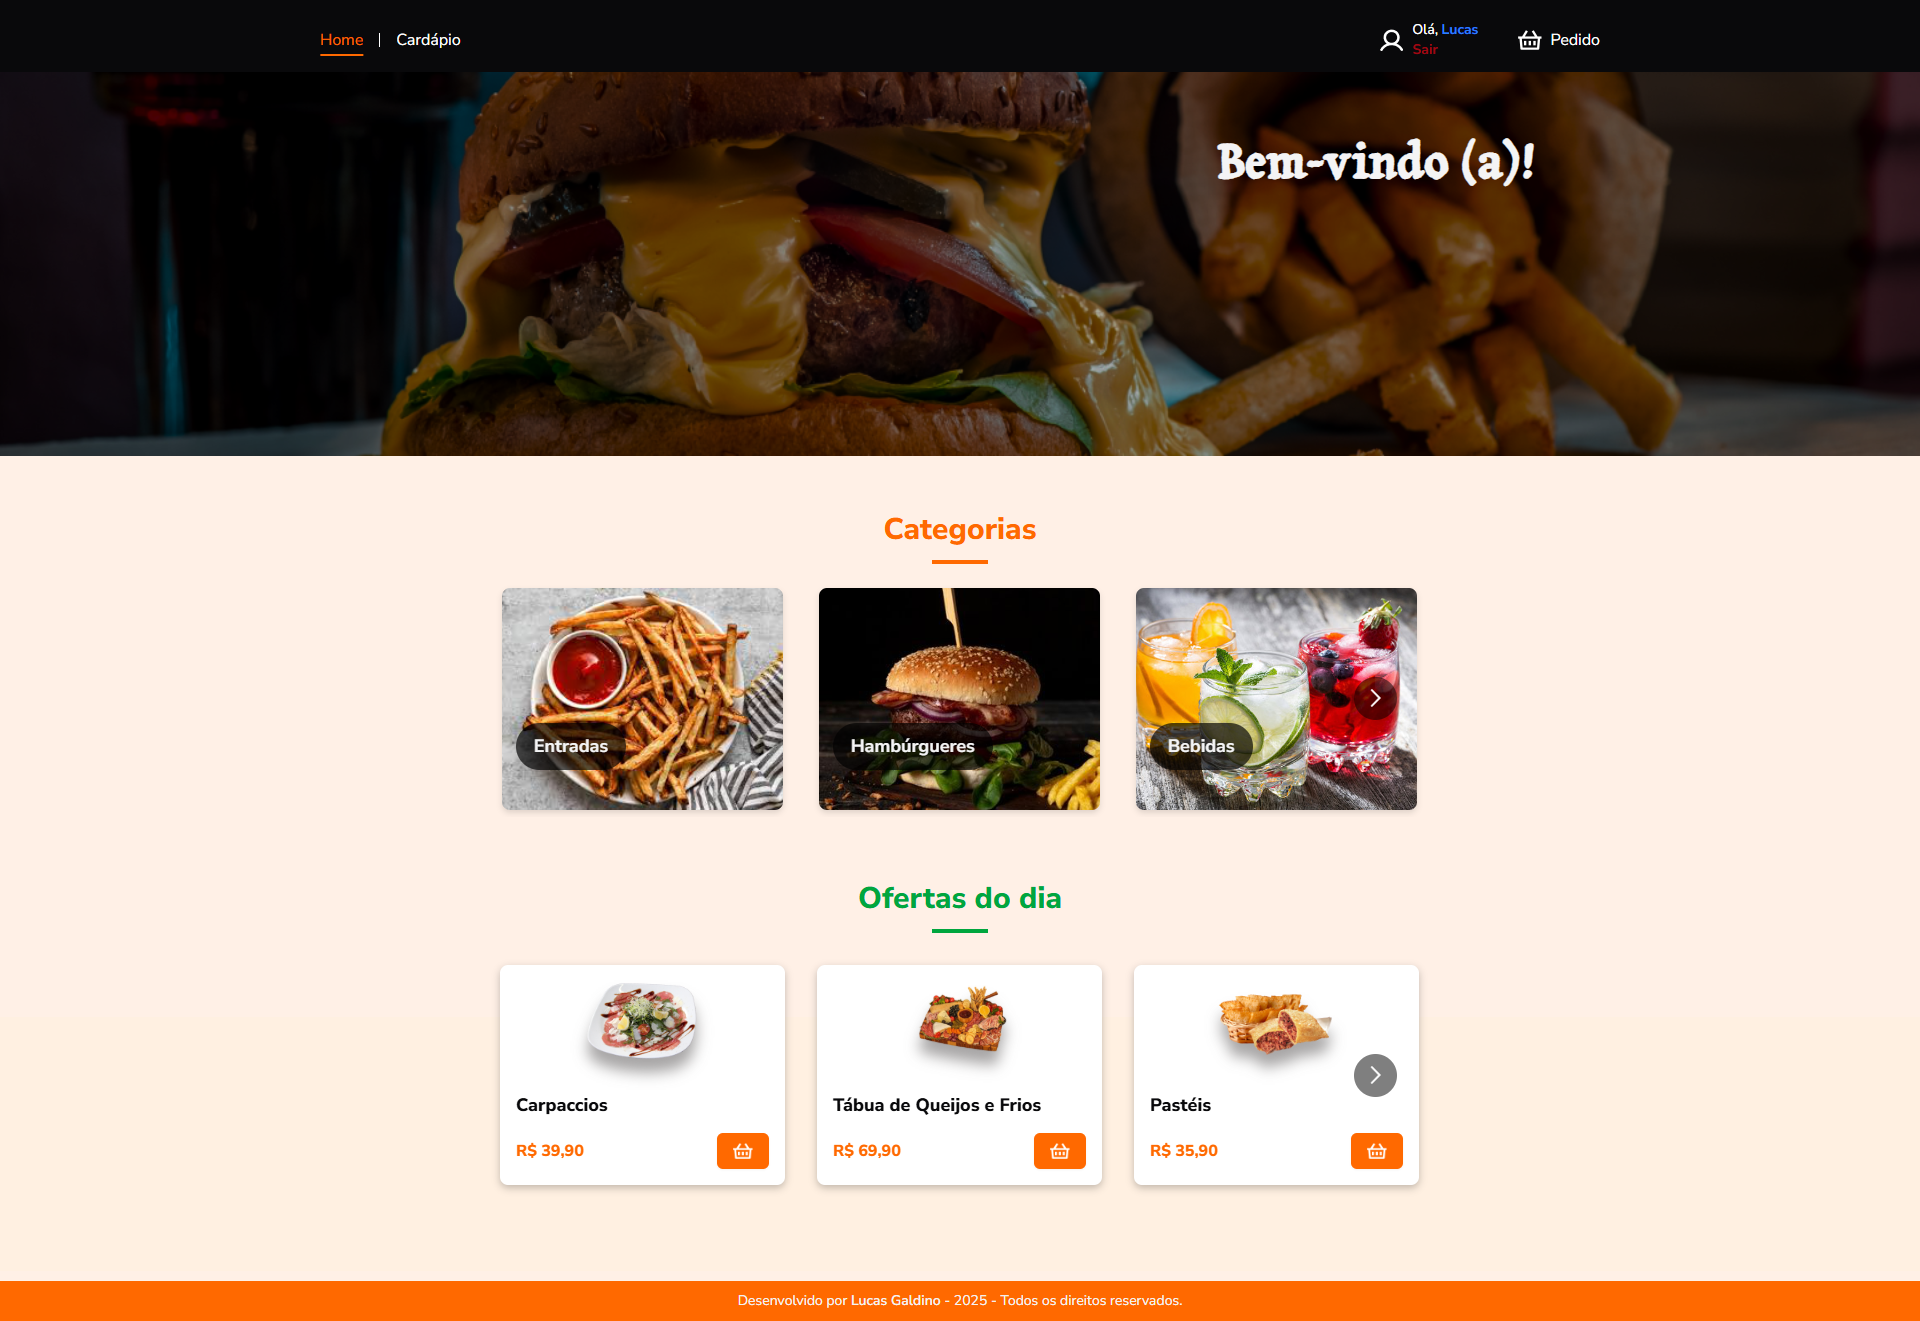 Home
Cardápio
Olá, Lucas
Sair
Pedido
Bem-vindo (a)!
Categorias
Entradas
Hambúrgueres
Bebidas
Ofertas do dia
Carpaccios
R$ 39,90
Tábua de Queijos e Frios
R$ 69,90
Pastéis
R$ 35,90
Desenvolvido por Lucas Galdino - 2025 - Todos os direitos reservados.